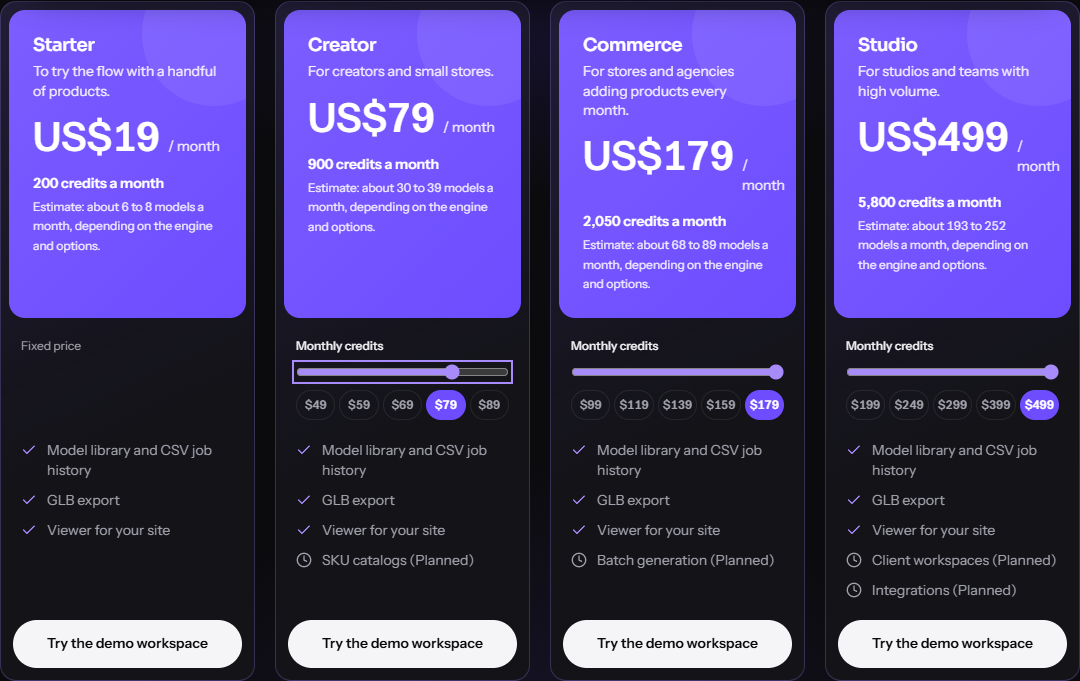 Starter
To try the flow with a handful
of products.
US$19 / month
200 credits a month
Estimate: about 6 to 8 models a
month, depending on the engine
and options.
Fixed price
Model library and CSV job
history
GLB export
Viewer for your site
Try the demo workspace
Creator
For creators and small stores.
US$79 / month
900 credits a month
Estimate: about 30 to 39 models a
month, depending on the engine
and options.
Monthly credits
$49 $59 $69 $79 $89
Model library and CSV job
history
GLB export
Viewer for your site
SKU catalogs (Planned)
Try the demo workspace
Commerce
For stores and agencies
adding products every
month.
US$179 /
month
2,050 credits a month
Estimate: about 68 to 89 models a
month, depending on the engine
and options.
Monthly credits
$99 $119 $139 $159 $179
Model library and CSV job
history
GLB export
Viewer for your site
Batch generation (Planned)
Try the demo workspace
Studio
For studios and teams with
high volume.
US$499 /
month
5,800 credits a month
Estimate: about 193 to 252
models a month, depending on
the engine and options.
Monthly credits
$199 $249 $299 $399 $499
Model library and CSV job
history
GLB export
Viewer for your site
Client workspaces (Planned)
Integrations (Planned)
Try the demo workspace